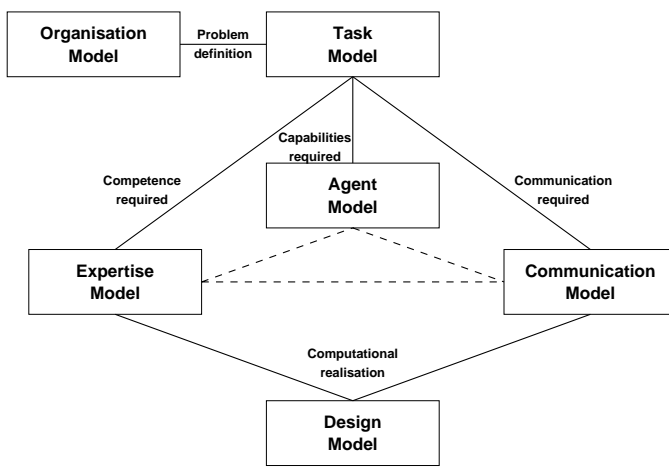 Organisation
Model
Problem
definition
Task
Model
Capabilities
required
Competence
required
Agent
Model
Communication
required
Expertise
Model
Communication
Model
Computational
realisation
Design
Model